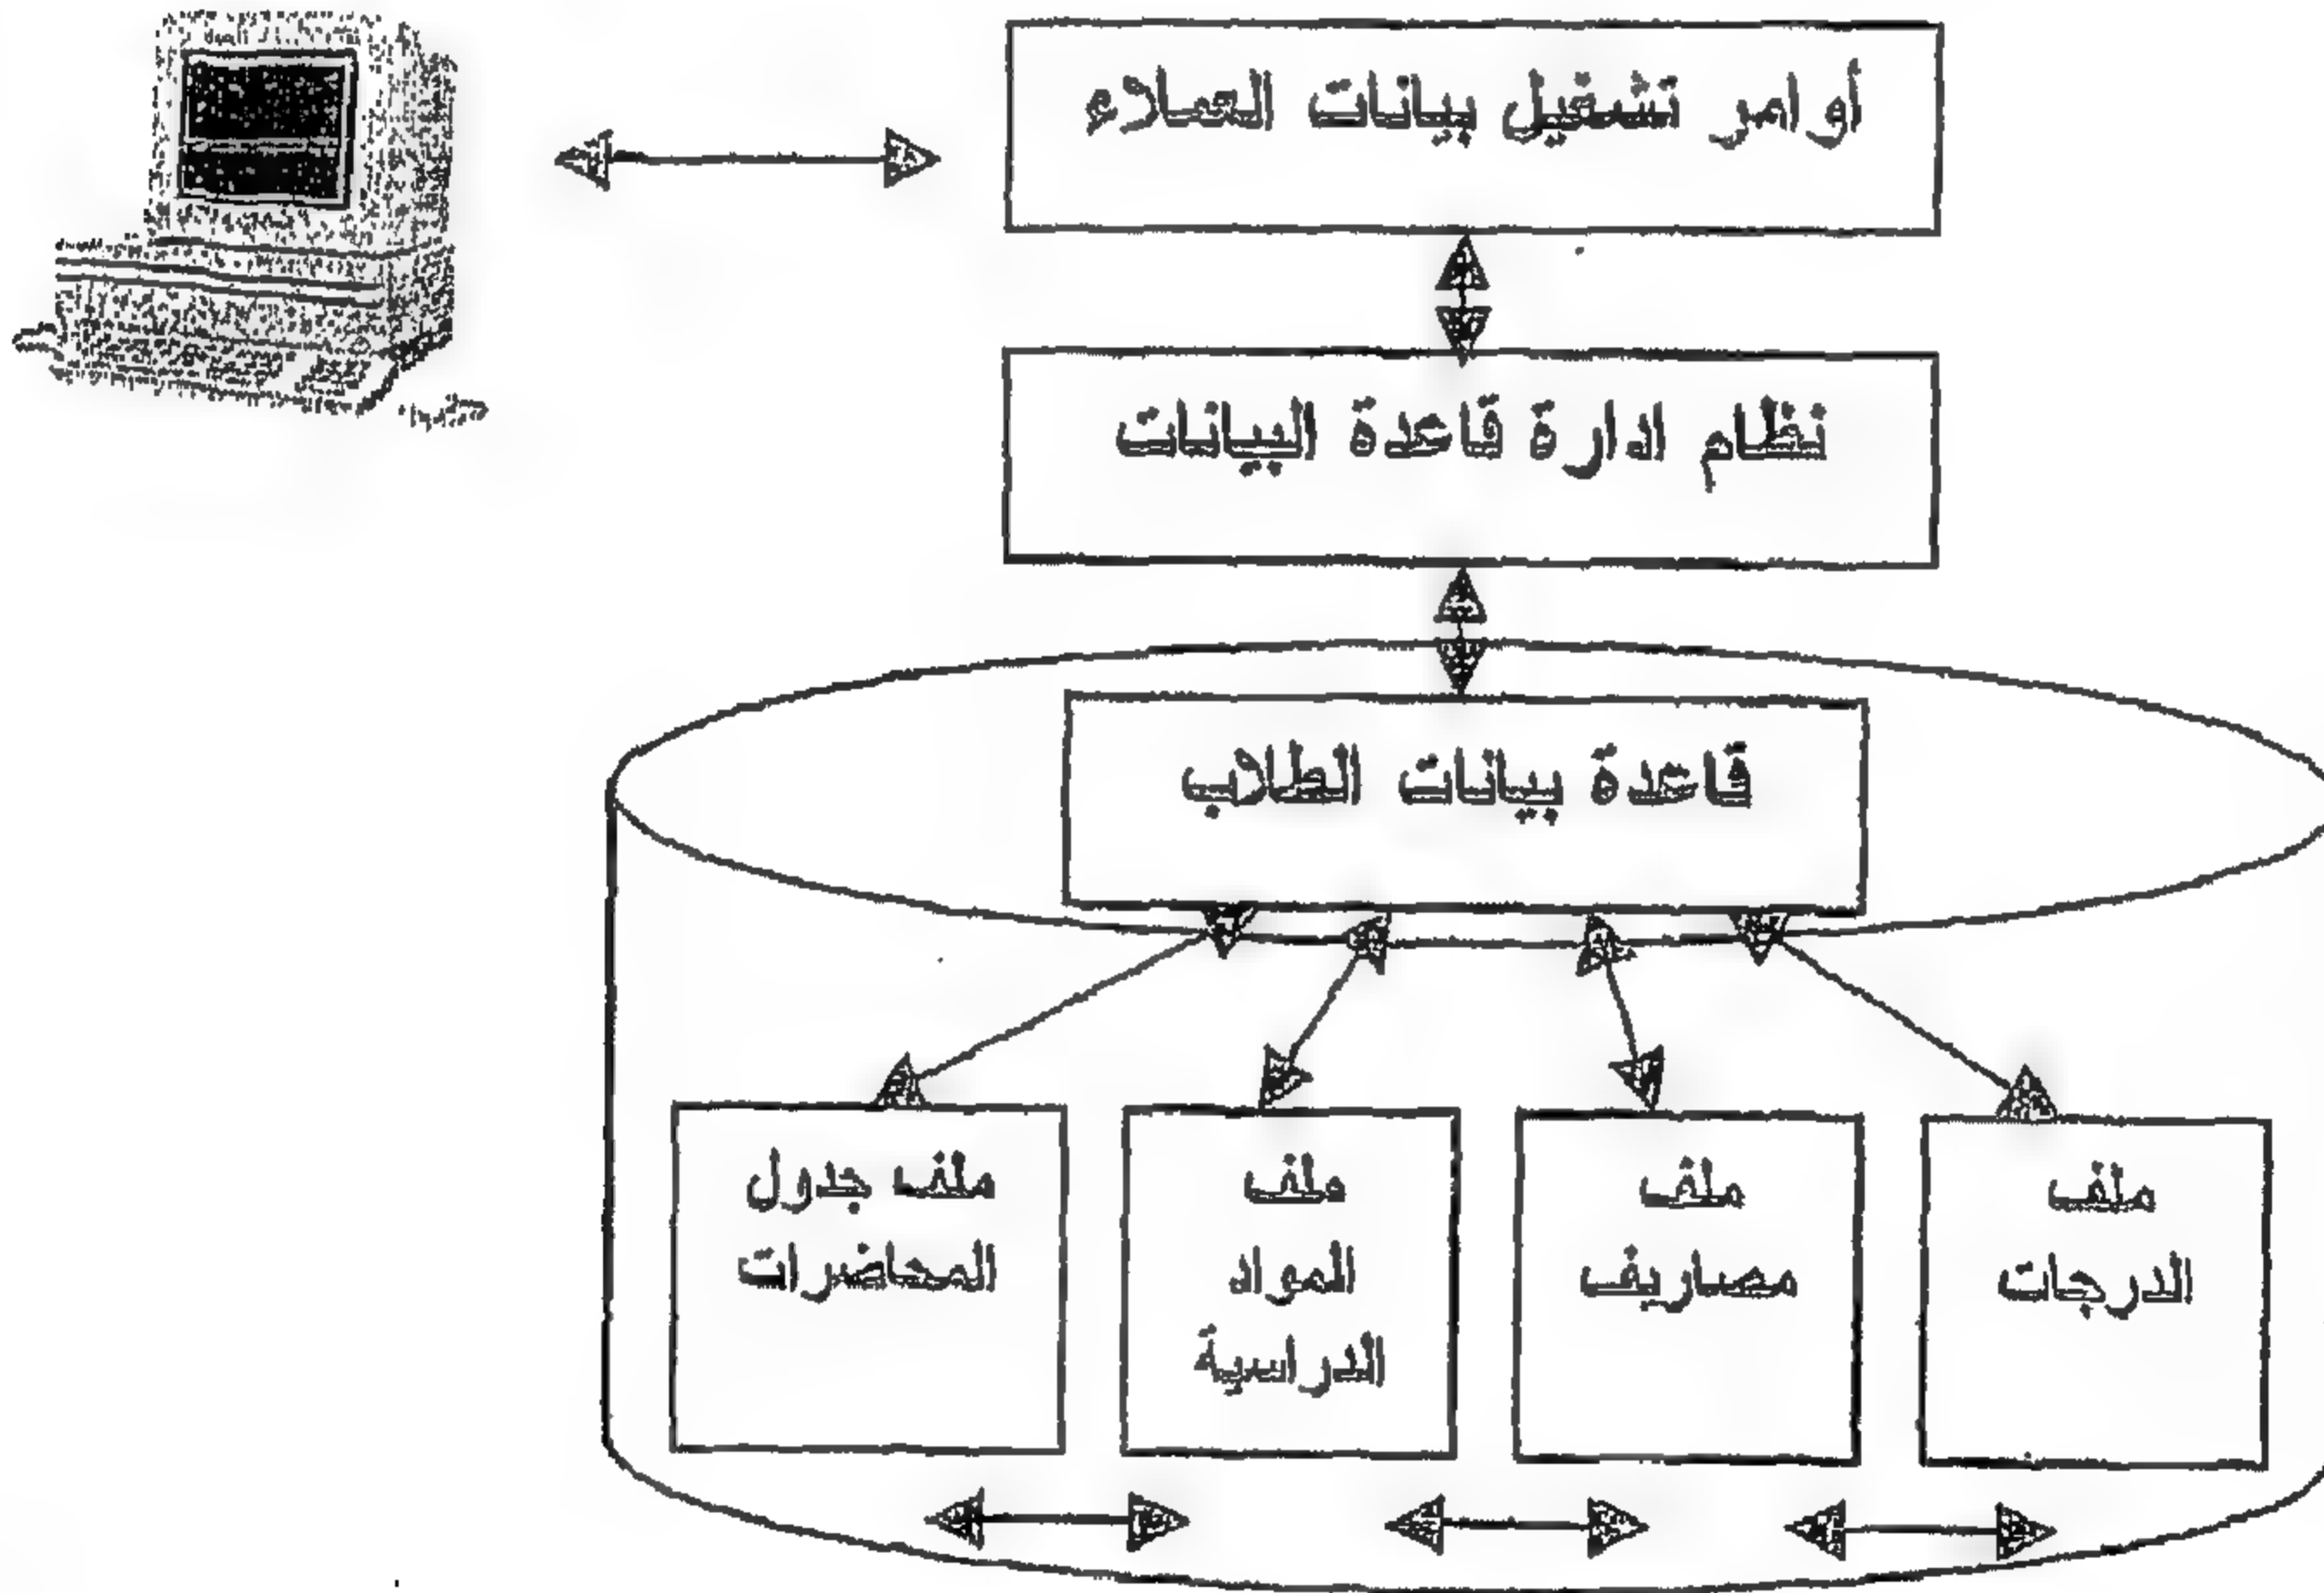 أوامر تشغيل بيانات العملاء
نظام ادارة قاعدة البيانات
قاعدة بيانات الطلاب
ملف
الدرجات
ملف
مصاريف
ملف
المواد
الدراسية
ملف جدول
المحاضرات